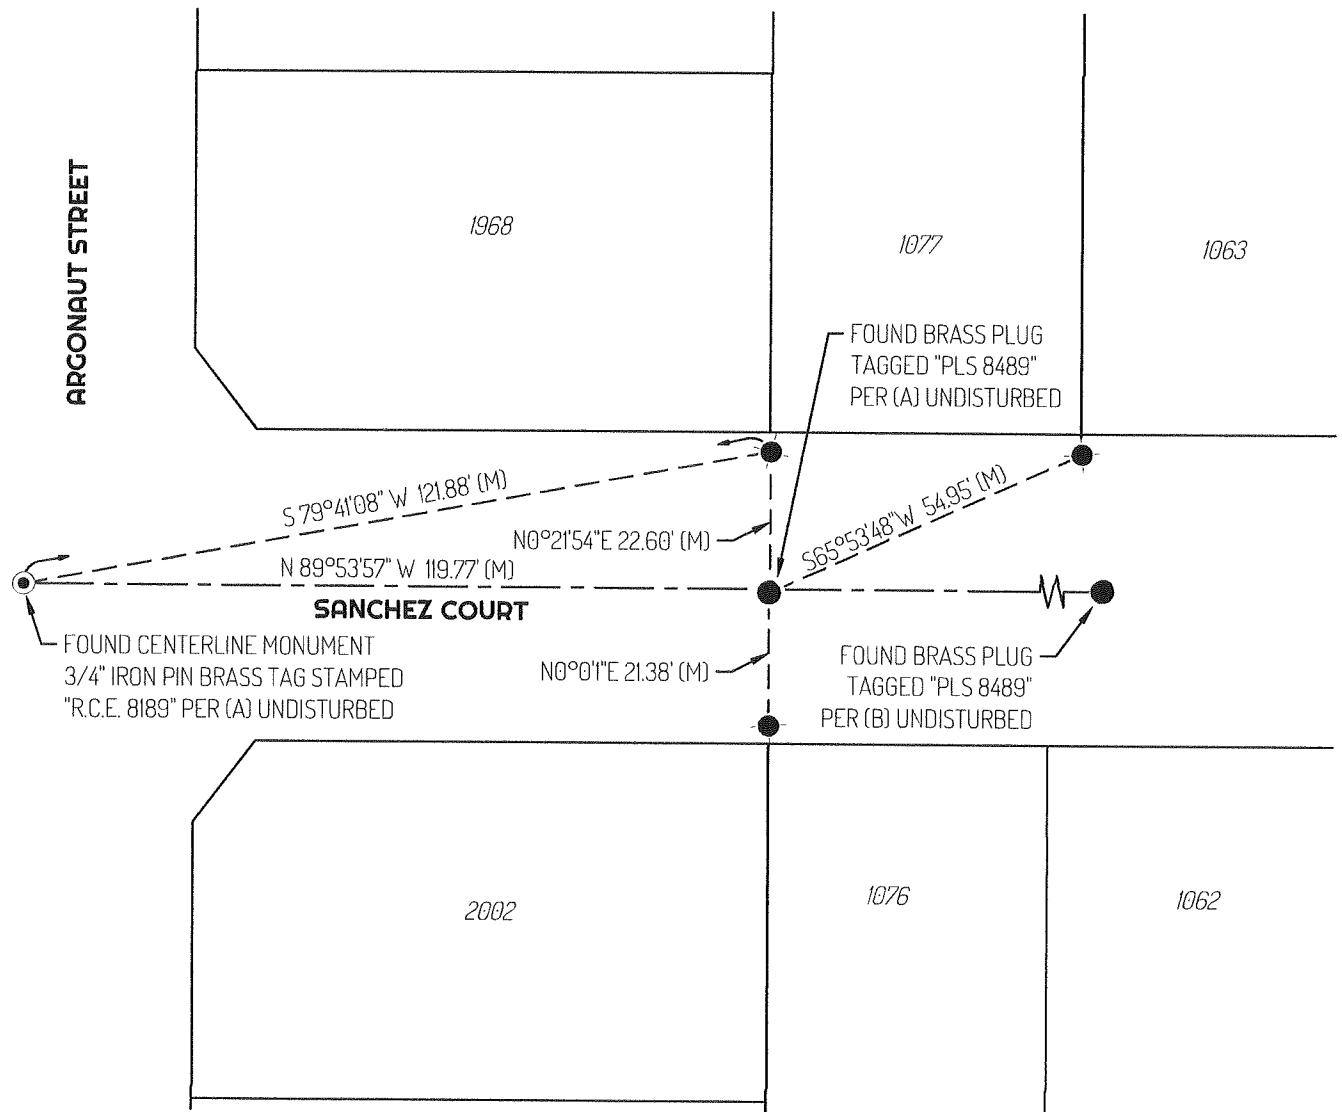 ARGONAUT STREET
1968
1077
1063
FOUND BRASS PLUG
TAGGED "PLS 8489"
PER (A) UNDISTURBED
S 79°41'08" W 121.88' (M)
N0°21'54"E 22.60' (M)
S65°53'48"W 54.95' (M)
N 89°53'57" W 119.77' (M)
SANCHEZ COURT
FOUND CENTERLINE MONUMENT
3/4" IRON PIN BRASS TAG STAMPED
"R.C.E. 8189" PER (A) UNDISTURBED
N0°0'1"E 21.38' (M)
FOUND BRASS PLUG
TAGGED "PLS 8489"
PER (B) UNDISTURBED
2002
1076
1062